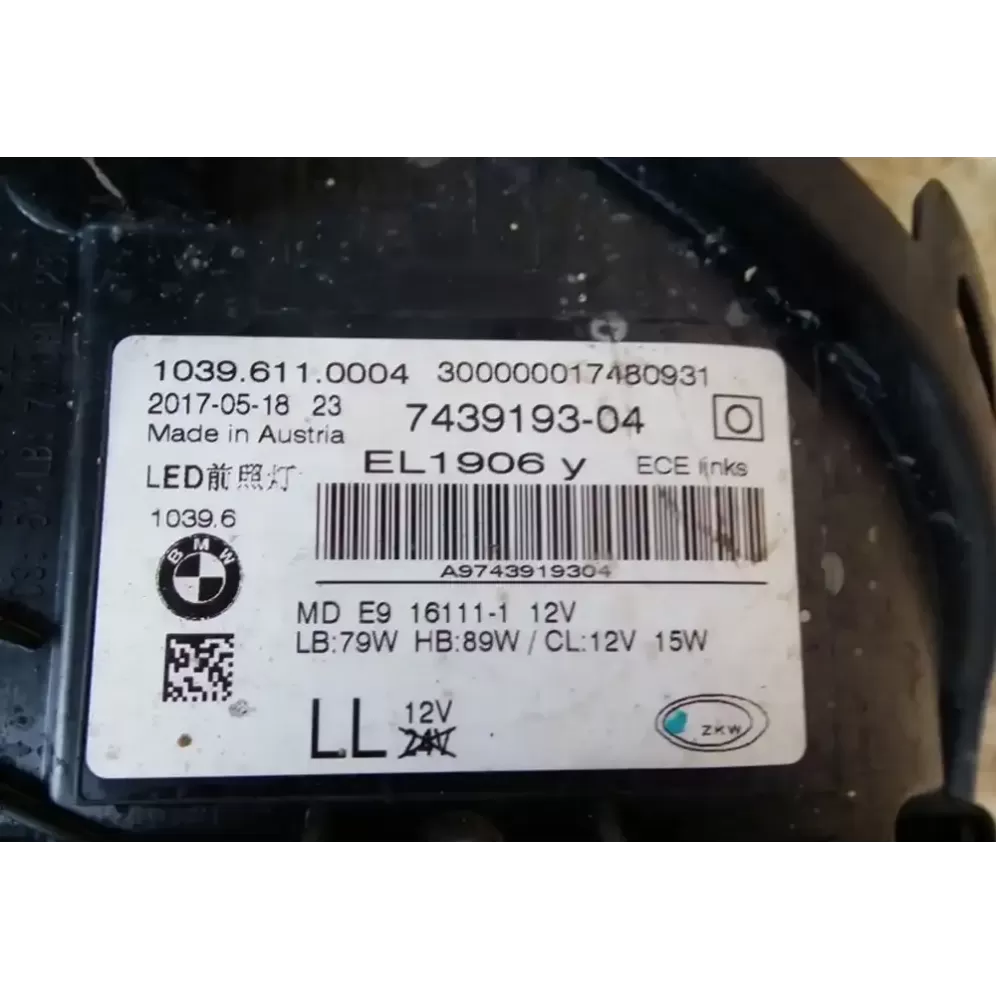 1039.611.0004 300000017480931
2017-05-18 23 7439193-04
Made in Austria
EL1906 y ECE links
LED前照灯
1039.6
A9743919304
BMW
MD E9 16111-1 12V
LB:79W HB:89W / CL:12V 15W
LL 12V
24V
ZKW